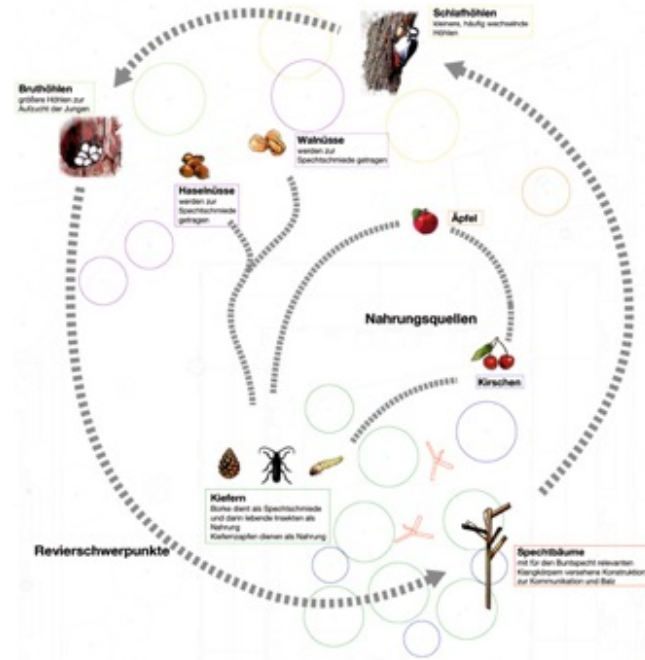 Schlafhöhlen
kleinere, häufig wechselnde
Höhlen
Bruthöhlen
größere Höhlen zur
Aufzucht der Jungen
Walnüsse
werden zur
Spechtschmiede getragen
Haselnüsse
werden zur
Spechtschmiede
getragen
Äpfel
Nahrungsquellen
Kirschen
Kiefern
Borke dient als Spechtschmiede
und darin lebende Insekten als
Nahrung
Kiefernzapfen dienen als Nahrung
Revierschwerpunkte
Spechtbäume
mit für den Buntspecht relevanten
Klangkörpern versehene Konstruktion
zur Kommunikation und Balz